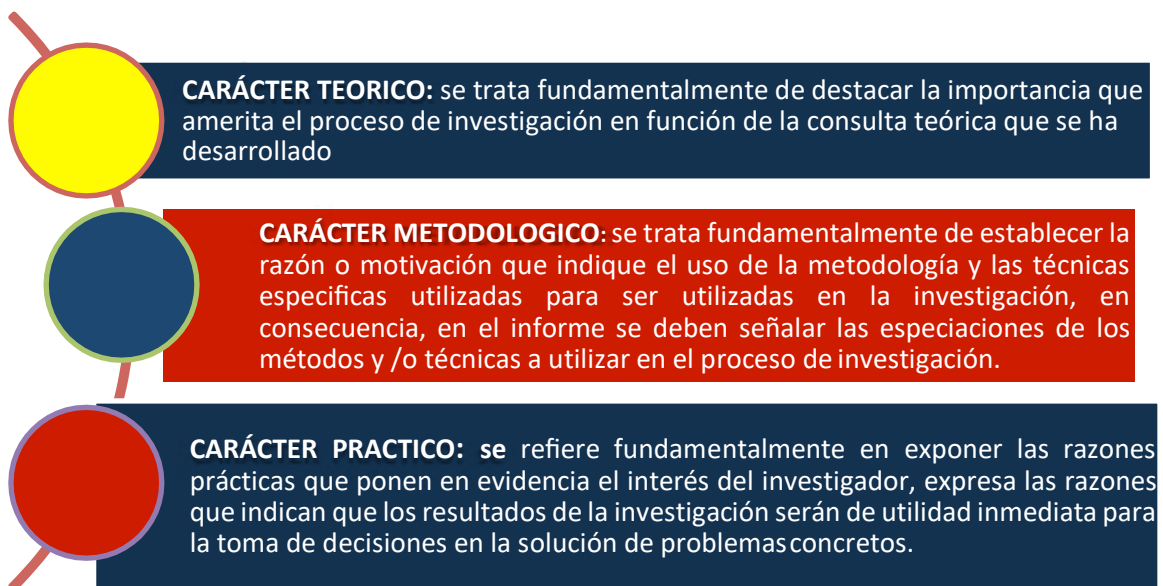 CARÁCTER TEORICO: se trata fundamentalmente de destacar la importancia que
amerita el proceso de investigación en función de la consulta teórica que se ha
desarrollado
CARÁCTER METODOLOGICO: se trata fundamentalmente de establecer la
razón o motivación que indique el uso de la metodología y las técnicas
especificas utilizadas para ser utilizadas en la investigación, en
consecuencia, en el informe se deben señalar las especiaciones de los
métodos y /o técnicas a utilizar en el proceso de investigación.
CARÁCTER PRACTICO: se refiere fundamentalmente en exponer las razones
prácticas que ponen en evidencia el interés del investigador, expresa las razones
que indican que los resultados de la investigación serán de utilidad inmediata para
la toma de decisiones en la solución de problemas concretos.